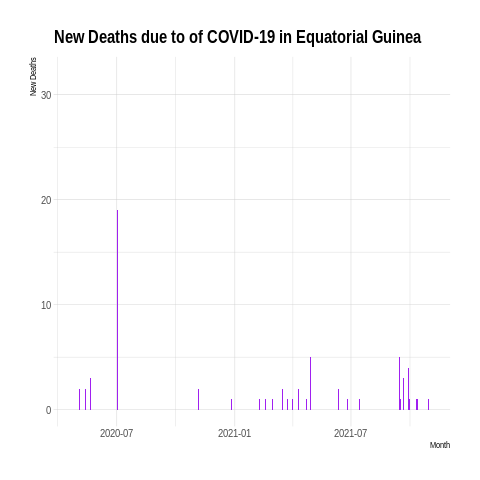 New Deaths due to of COVID-19 in Equatorial Guinea
New Deaths
30
20
10
0
2020-07
2021-01
2021-07
Month